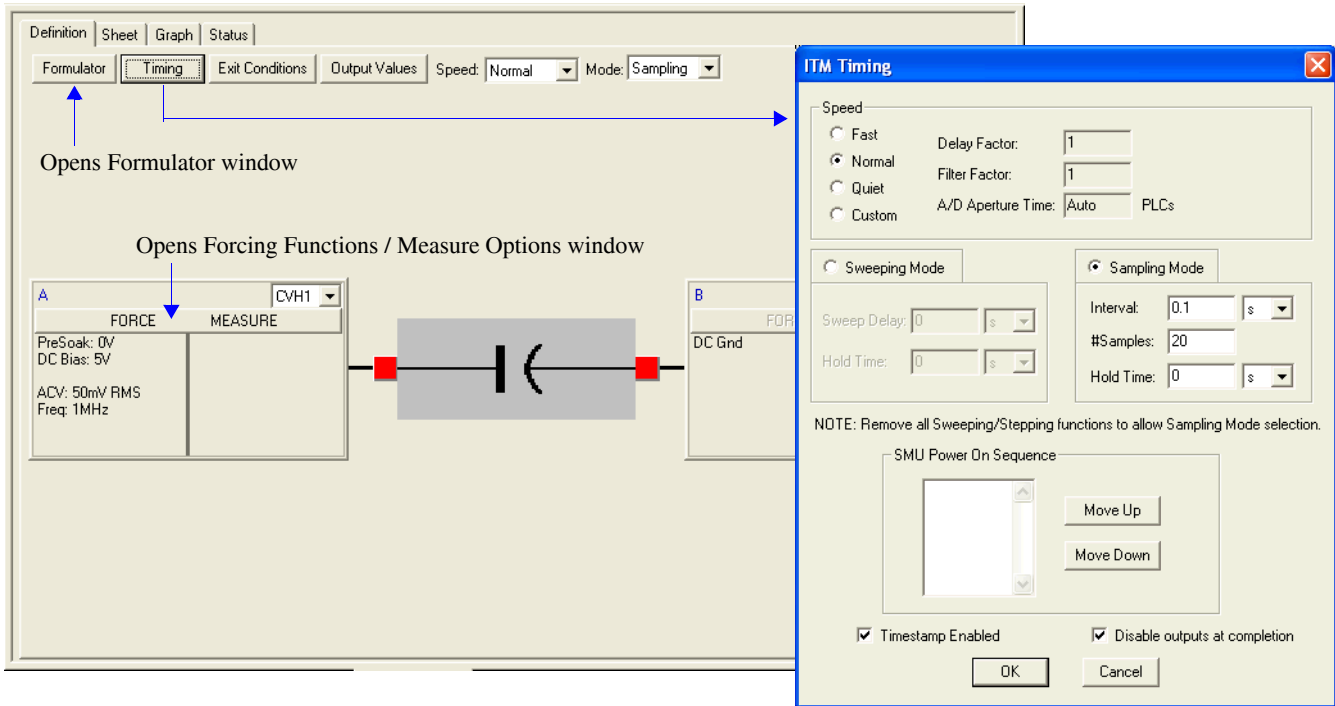 Definition Sheet Graph Status
Formulator Timing Exit Conditions Output Values Speed: Normal Mode: Sampling
Opens Formulator window
Opens Forcing Functions / Measure Options window
A CVH1
FORCE MEASURE
PreSoak: 0V
DC Bias: 5V
ACV: 50mV RMS
Freq: 1MHz
B
FOR
DC Gnd
ITM Timing
Speed
Fast
Normal
Quiet
Custom
Delay Factor: 1
Filter Factor: 1
A/D Aperture Time: Auto PLCs
Sweeping Mode
Sweep Delay: 0 s
Hold Time: 0 s
Sampling Mode
Interval: 0.1 s
#Samples: 20
Hold Time: 0 s
NOTE: Remove all Sweeping/Stepping functions to allow Sampling Mode selection.
SMU Power On Sequence
Move Up
Move Down
Timestamp Enabled Disable outputs at completion
OK Cancel